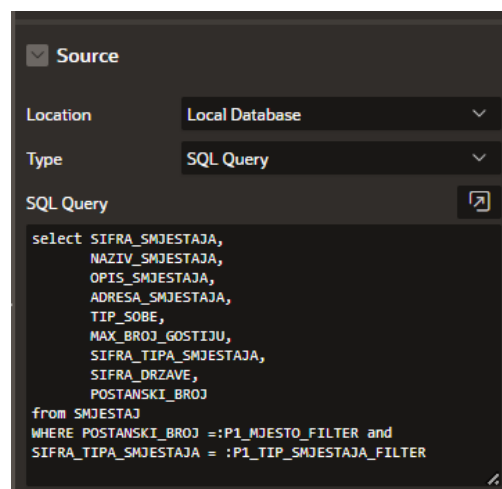 Source
Location Local Database
Type SQL Query
SQL Query
select SIFRA_SMJESTAJA,
NAZIV_SMJESTAJA,
OPIS_SMJESTAJA,
ADRESA_SMJESTAJA,
TIP_SOBE,
MAX_BROJ_GOSTIJU,
SIFRA_TIPA_SMJESTAJA,
SIFRA_DRZAVE,
POSTANSKI_BROJ
from SMJESTAJ
WHERE POSTANSKI_BROJ =:P1_MJESTO_FILTER and
SIFRA_TIPA_SMJESTAJA = :P1_TIP_SMJESTAJA_FILTER